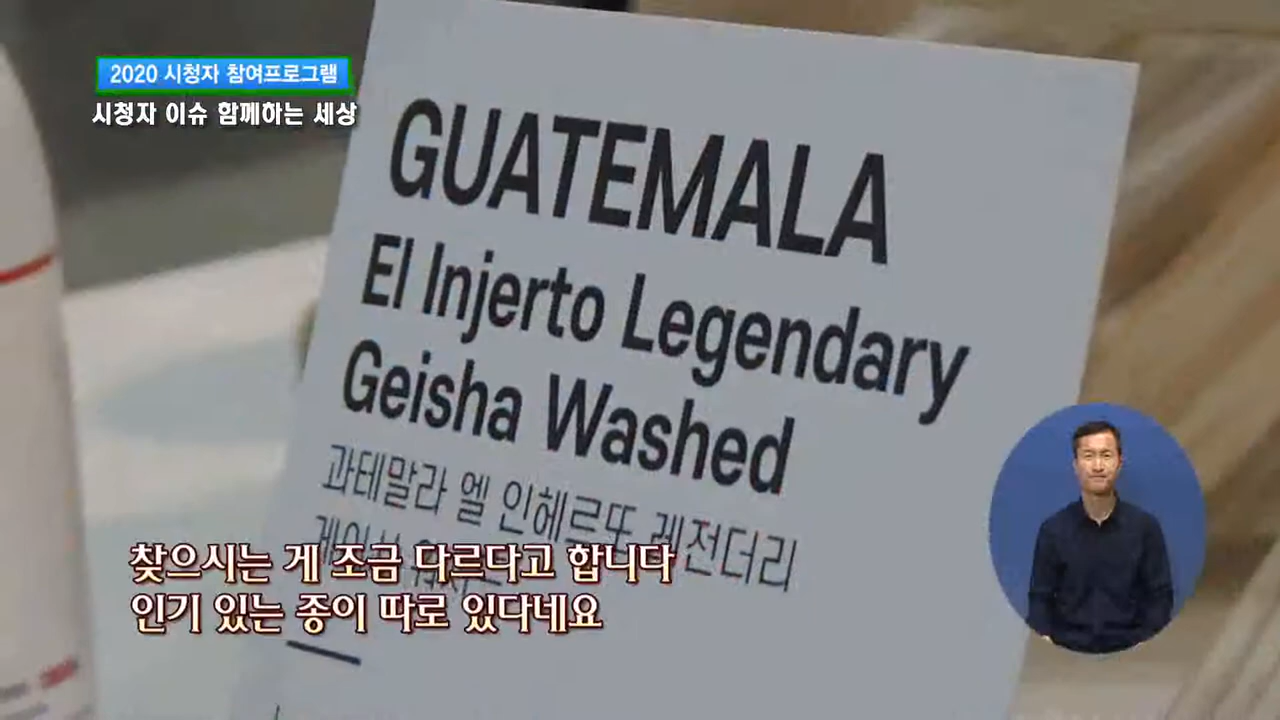 2020 시청자 참여프로그램
시청자 이슈 함께하는 세상
GUATEMALA
El Injerto Legendary
Geisha Washed
과테말라 엘 인헤르또 레전더리
찾으시는 게 조금 다르다고 합니다
인기 있는 종이 따로 있다네요